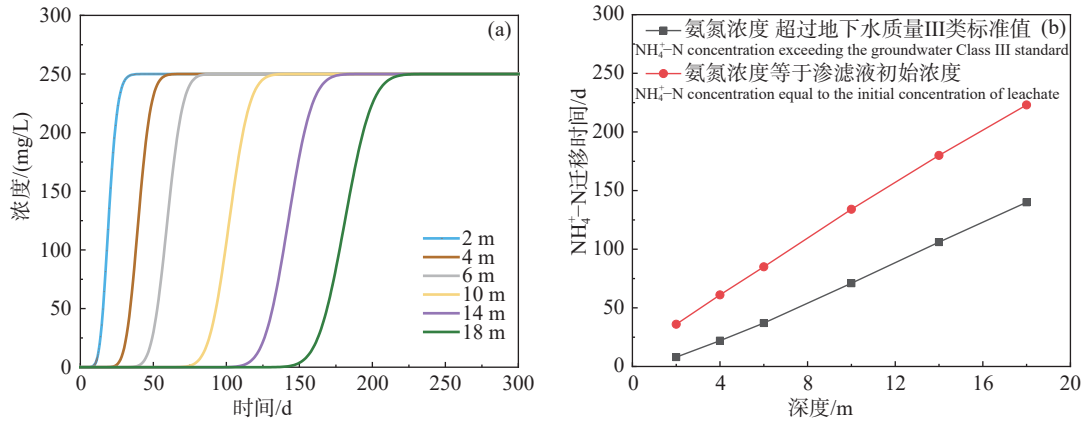 (a)
300
250
200
150
100
50
0
浓度/(mg/L)
2 m
4 m
6 m
10 m
14 m
18 m
0 50 100 150 200 250 300
时间/d
(b)
氨氮浓度 超过地下水质量III类标准值
NH₄⁺−N concentration exceeding the groundwater Class III standard
氨氮浓度等于渗滤液初始浓度
NH₄⁺−N concentration equal to the initial concentration of leachate
300
250
200
150
100
50
0
NH₄⁺−N迁移时间/d
0 4 8 12 16 20
深度/m